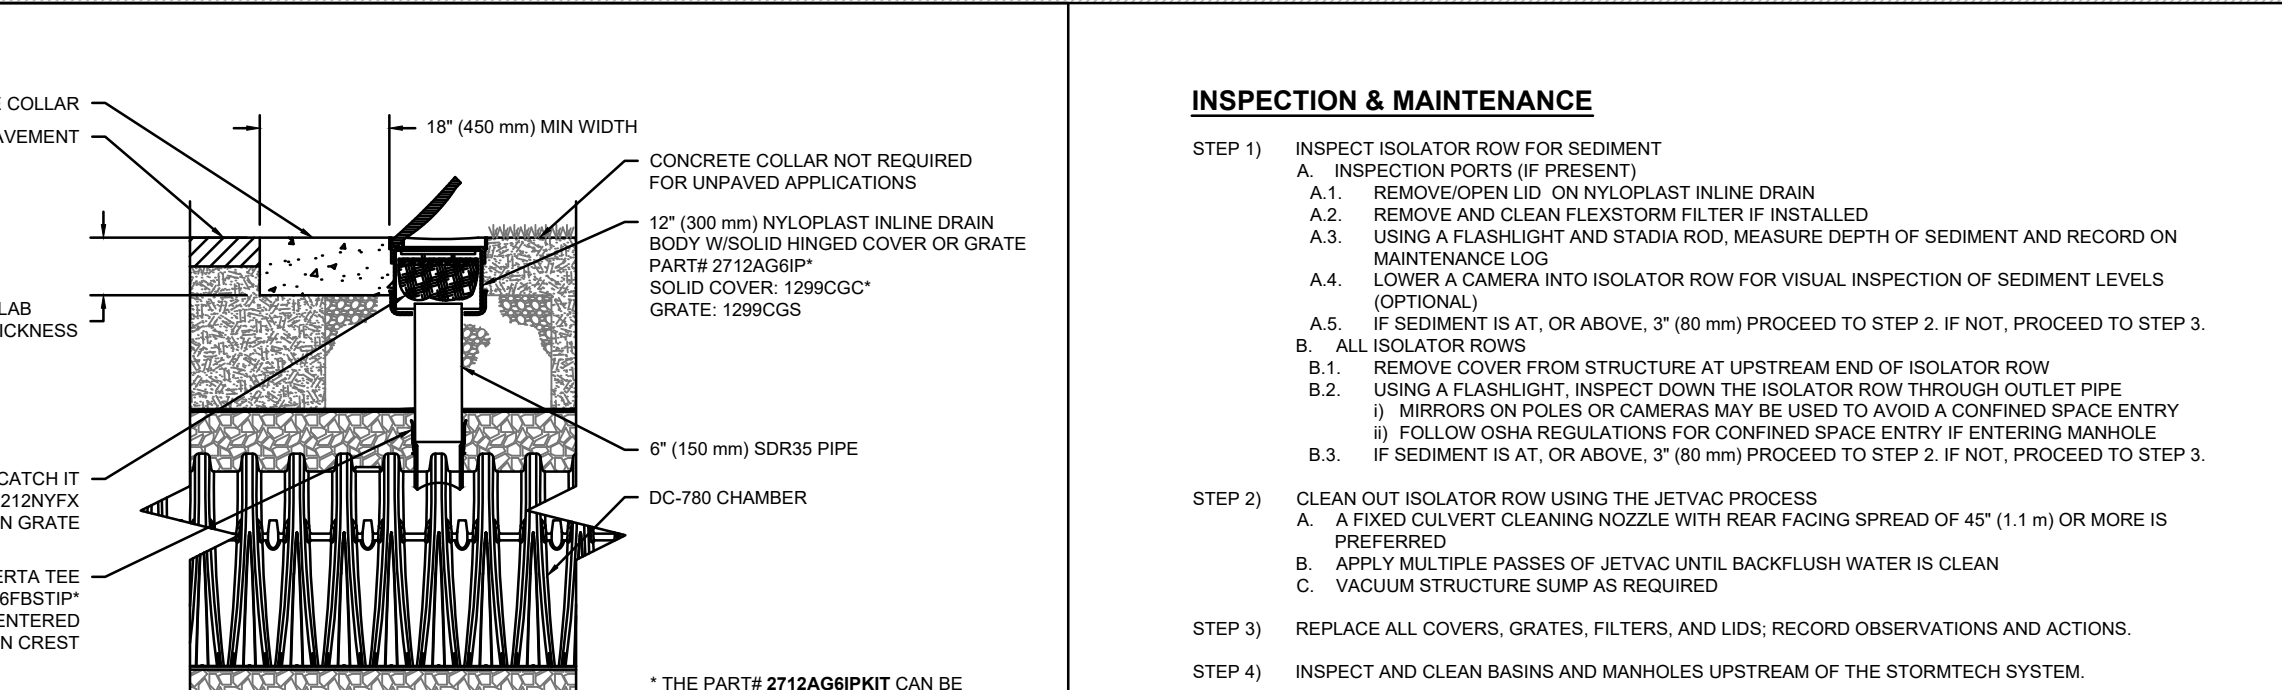 COLLAR
18" (450 mm) MIN WIDTH
CONCRETE COLLAR NOT REQUIRED
FOR UNPAVED APPLICATIONS
12" (300 mm) NYLOPLAST INLINE DRAIN
BODY W/SOLID HINGED COVER OR GRATE
PART# 2712AG6IP*
SOLID COVER: 1299CGC*
GRATE: 1299CGS
CATCH IT
212NYFX
GRATE
6" (150 mm) SDR35 PIPE
DC-780 CHAMBER
TEE
6FBSTIP*
CREST
* THE PART# 2712AG6IPKIT CAN BE
INSPECTION & MAINTENANCE
STEP 1) INSPECT ISOLATOR ROW FOR SEDIMENT
A. INSPECTION PORTS (IF PRESENT)
A.1. REMOVE/OPEN LID ON NYLOPLAST INLINE DRAIN
A.2. REMOVE AND CLEAN FLEXSTORM FILTER IF INSTALLED
A.3. USING A FLASHLIGHT AND STADIA ROD, MEASURE DEPTH OF SEDIMENT AND RECORD ON
MAINTENANCE LOG
A.4. LOWER A CAMERA INTO ISOLATOR ROW FOR VISUAL INSPECTION OF SEDIMENT LEVELS
(OPTIONAL)
A.5. IF SEDIMENT IS AT, OR ABOVE, 3" (80 mm) PROCEED TO STEP 2. IF NOT, PROCEED TO STEP 3.
B. ALL ISOLATOR ROWS
B.1. REMOVE COVER FROM STRUCTURE AT UPSTREAM END OF ISOLATOR ROW
B.2. USING A FLASHLIGHT, INSPECT DOWN THE ISOLATOR ROW THROUGH OUTLET PIPE
i) MIRRORS ON POLES OR CAMERAS MAY BE USED TO AVOID A CONFINED SPACE ENTRY
ii) FOLLOW OSHA REGULATIONS FOR CONFINED SPACE ENTRY IF ENTERING MANHOLE
B.3. IF SEDIMENT IS AT, OR ABOVE, 3" (80 mm) PROCEED TO STEP 2. IF NOT, PROCEED TO STEP 3.
STEP 2) CLEAN OUT ISOLATOR ROW USING THE JETVAC PROCESS
A. A FIXED CULVERT CLEANING NOZZLE WITH REAR FACING SPREAD OF 45" (1.1 m) OR MORE IS
PREFERRED
B. APPLY MULTIPLE PASSES OF JETVAC UNTIL BACKFLUSH WATER IS CLEAN
C. VACUUM STRUCTURE SUMP AS REQUIRED
STEP 3) REPLACE ALL COVERS, GRATES, FILTERS, AND LIDS; RECORD OBSERVATIONS AND ACTIONS.
STEP 4) INSPECT AND CLEAN BASINS AND MANHOLES UPSTREAM OF THE STORMTECH SYSTEM.